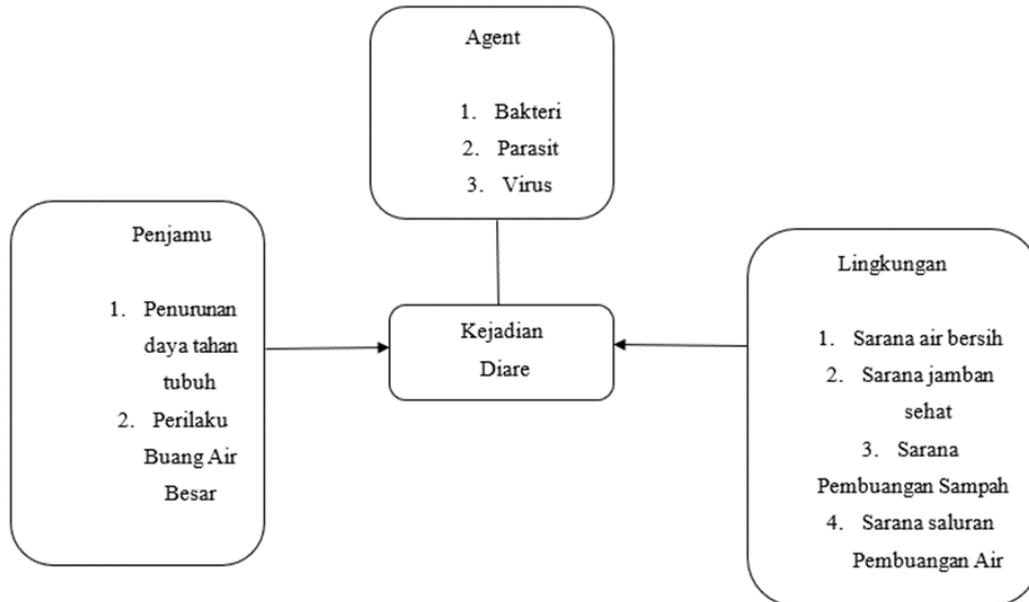 Agent
1. Bakteri
2. Parasit
3. Virus
Penjamu
1. Penurunan
daya tahan
tubuh
2. Perilaku
Buang Air
Besar
Kejadian
Diare
Lingkungan
1. Sarana air bersih
2. Sarana jamban
sehat
3. Sarana
Pembuangan Sampah
4. Sarana saluran
Pembuangan Air